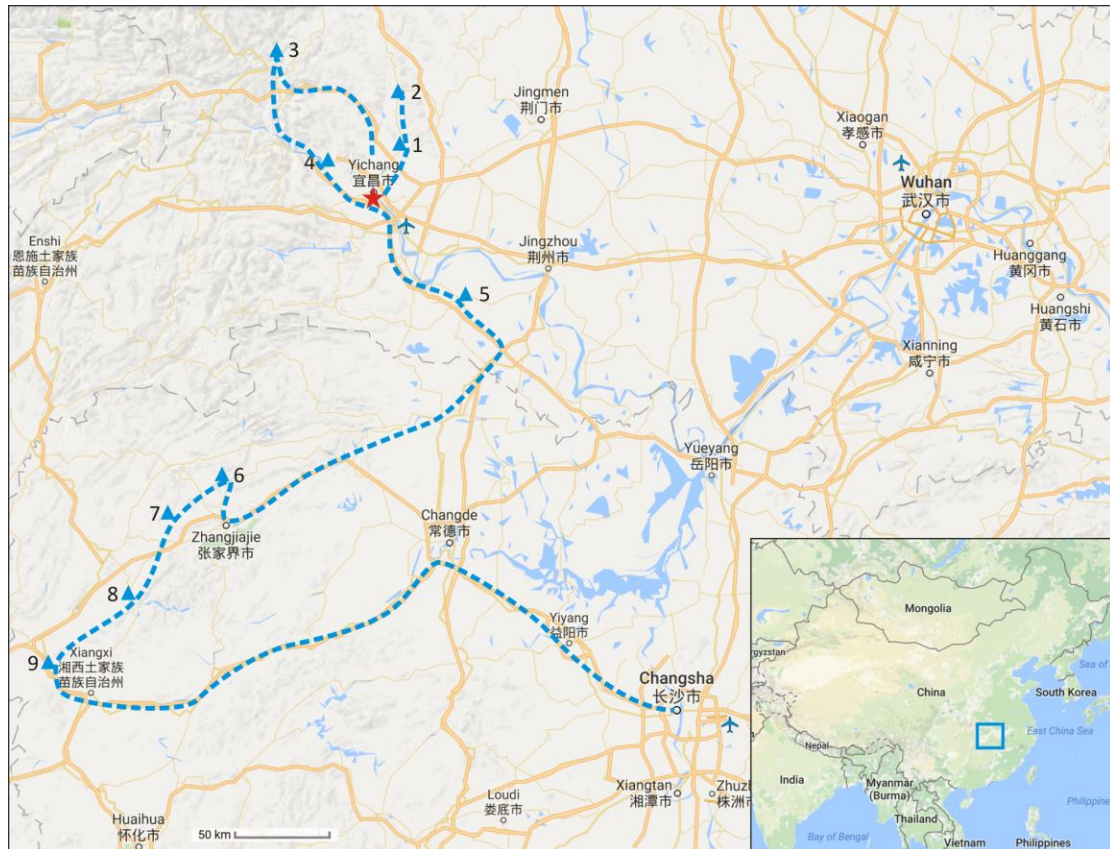 3
2
Jingmen
荆门市
1
Xiaogan
孝感市
4
Yichang
宜昌市
Wuhan
武汉市
Enshi
恩施土家族
苗族自治州
Jingzhou
荆州市
Huanggang
黄冈市
5
Huangshi
黄石市
Xianning
咸宁市
6
Yueyang
岳阳市
7
Zhangjiajie
张家界市
Changde
常德市
8
Yiyang
益阳市
9
Xiangxi
湘西土家族
苗族自治州
Changsha
长沙市
Xiangtan
湘潭市
Zhuzh
株洲市
Loudi
娄底市
Huaihua
怀化市
50 km
Mongolia
rgyzstan
Sea of
China
South Korea
East China Sea
Nepal
India
Myanmar
(Burma)
Thailand
Vietnam
Bay of Bengal
Philippine
Philippines